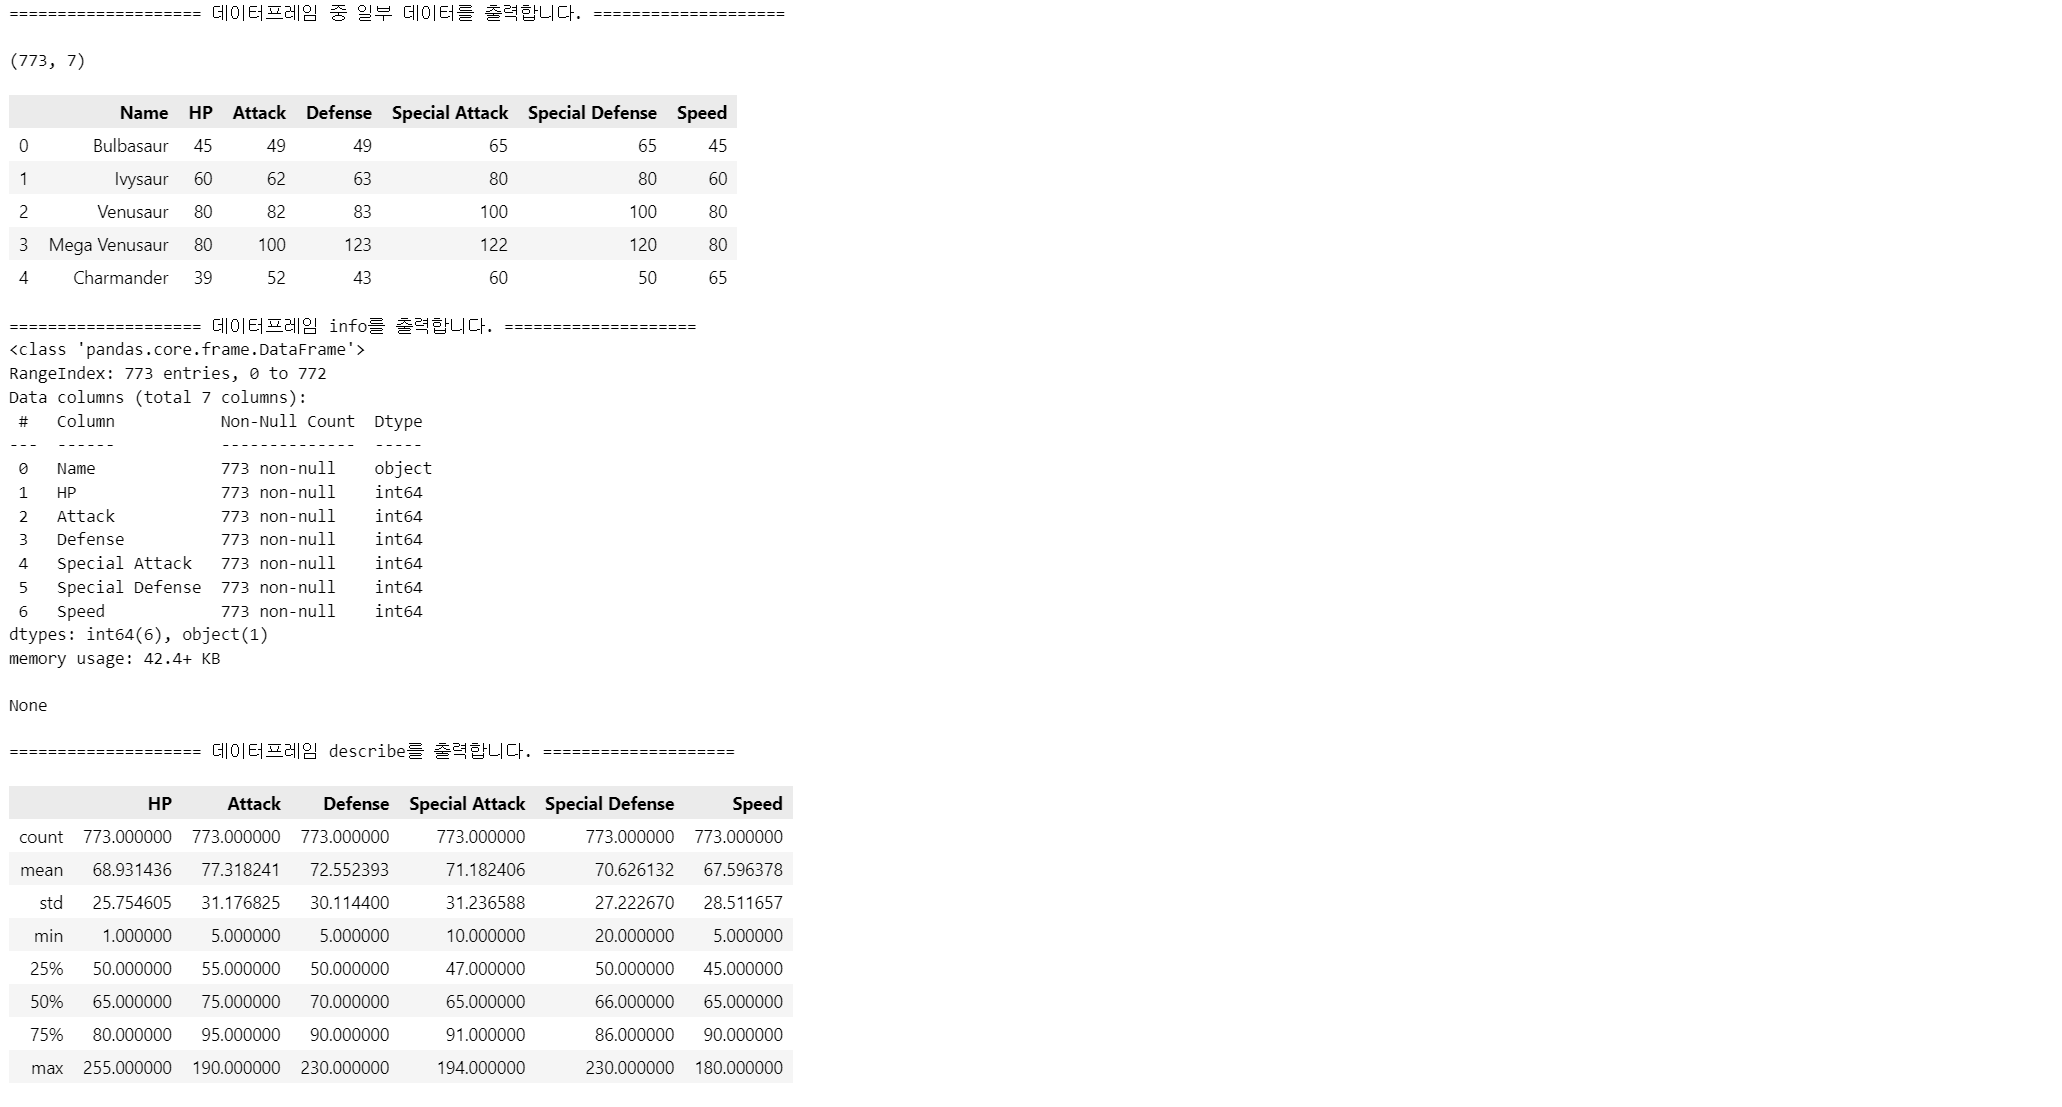 ==================== 데이터프레임 중 일부 데이터를 출력합니다. ====================
(773, 7)
Name HP Attack Defense Special Attack Special Defense Speed
0 Bulbasaur 45 49 49 65 65 45
1 Ivysaur 60 62 63 80 80 60
2 Venusaur 80 82 83 100 100 80
3 Mega Venusaur 80 100 123 122 120 80
4 Charmander 39 52 43 60 50 65
==================== 데이터프레임 info를 출력합니다. ====================
<class 'pandas.core.frame.DataFrame'>
RangeIndex: 773 entries, 0 to 772
Data columns (total 7 columns):
# Column Non-Null Count Dtype
--- ------ -------------- -----
0 Name 773 non-null object
1 HP 773 non-null int64
2 Attack 773 non-null int64
3 Defense 773 non-null int64
4 Special Attack 773 non-null int64
5 Special Defense 773 non-null int64
6 Speed 773 non-null int64
dtypes: int64(6), object(1)
memory usage: 42.4+ KB
None
==================== 데이터프레임 describe를 출력합니다. ====================
HP Attack Defense Special Attack Special Defense Speed
count 773.000000 773.000000 773.000000 773.000000 773.000000 773.000000
mean 68.931436 77.318241 72.552393 71.182406 70.626132 67.596378
std 25.754605 31.176825 30.114400 31.236588 27.222670 28.511657
min 1.000000 5.000000 5.000000 10.000000 20.000000 5.000000
25% 50.000000 55.000000 50.000000 47.000000 50.000000 45.000000
50% 65.000000 75.000000 70.000000 65.000000 66.000000 65.000000
75% 80.000000 95.000000 90.000000 91.000000 86.000000 90.000000
max 255.000000 190.000000 230.000000 194.000000 230.000000 180.000000